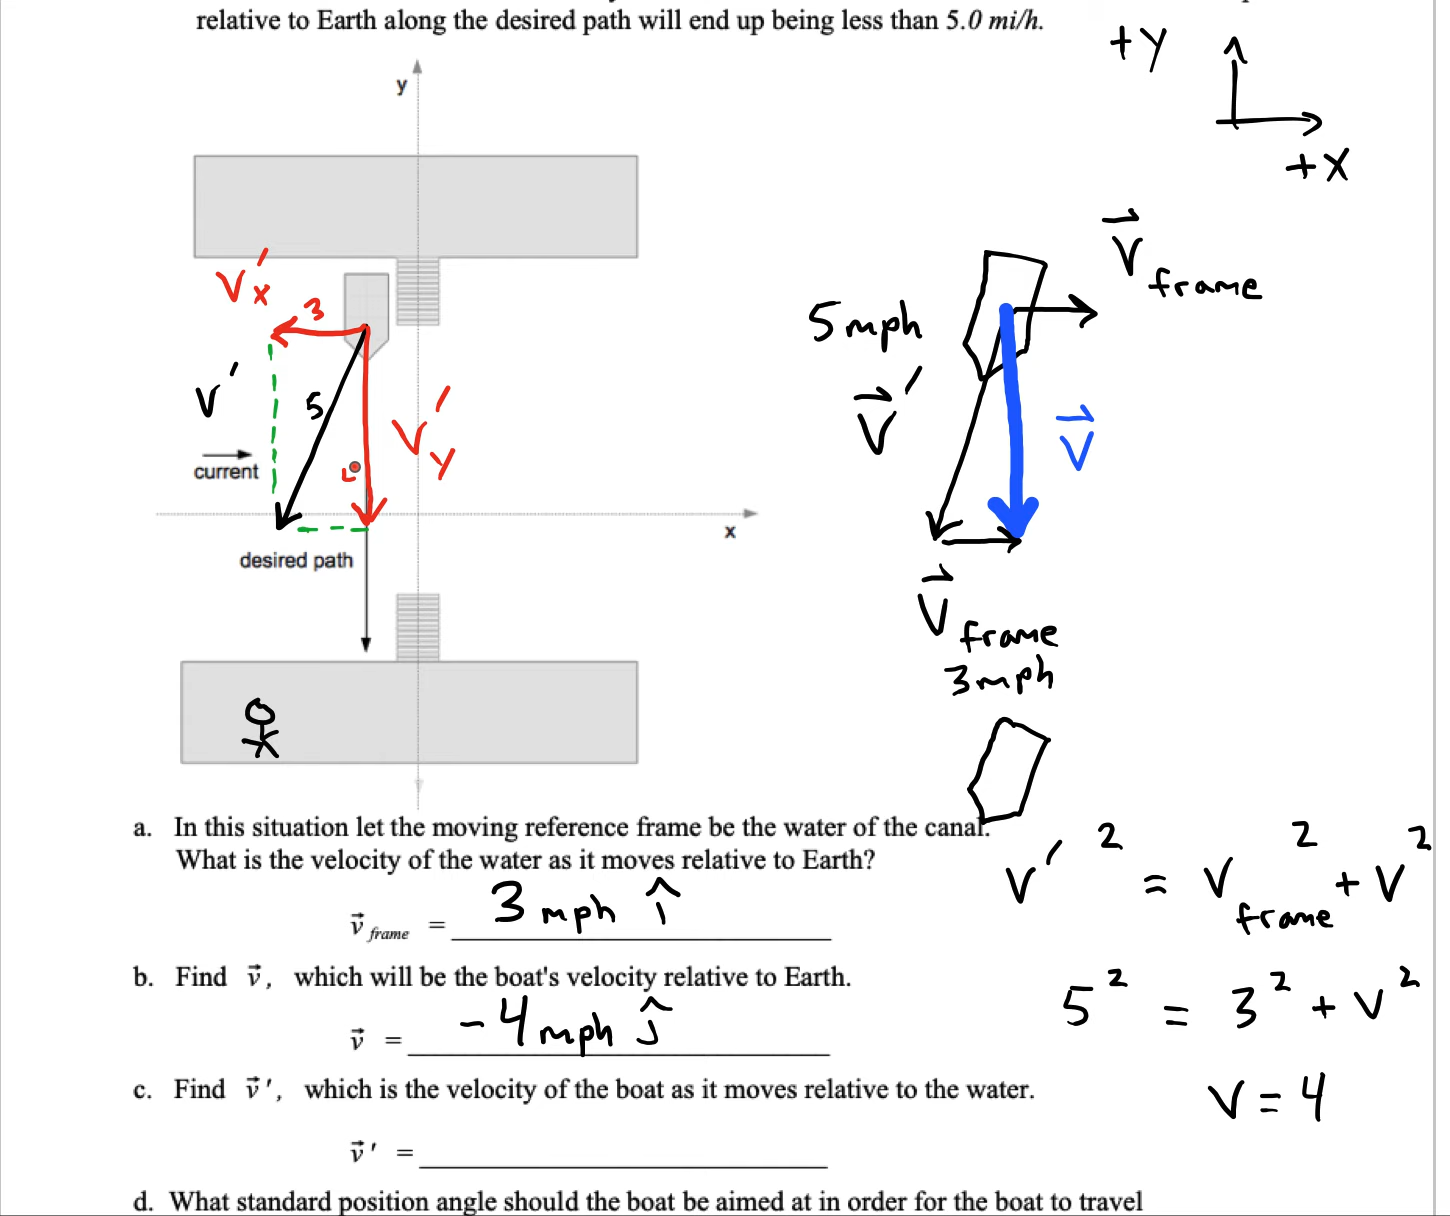 relative to Earth along the desired path will end up being less than 5.0 mi/h.
+Y
+X
y
V'x
3
V'
5
V'y
current
x
desired path
V⃗ frame
5mph
V⃗'
V⃗
V⃗ frame
3mph
a. In this situation let the moving reference frame be the water of the canal.
What is the velocity of the water as it moves relative to Earth?
v⃗ frame = 3 mph î
b. Find v⃗, which will be the boat's velocity relative to Earth.
v⃗ = -4 mph ĵ
c. Find v⃗ ', which is the velocity of the boat as it moves relative to the water.
v⃗ ' =
d. What standard position angle should the boat be aimed at in order for the boat to travel
V'² = V²frame + V²
5² = 3² + V²
V = 4